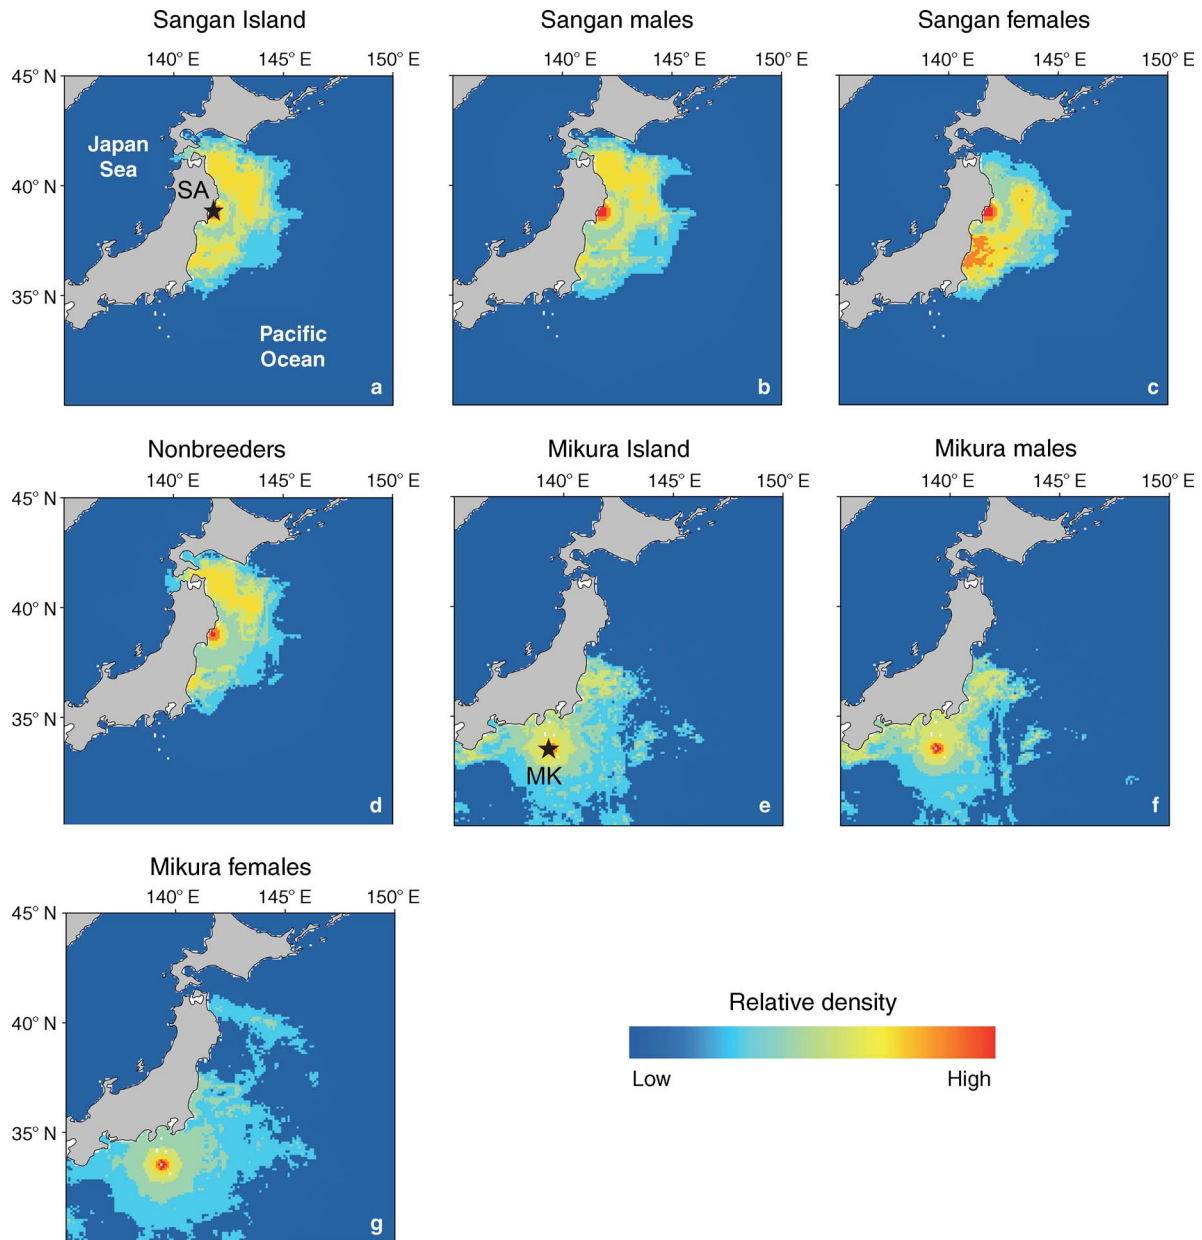 Sangan Island
Sangan males
Sangan females
140° E 145° E 150° E
140° E 145° E 150° E
140° E 145° E 150° E
45° N
Japan
Sea
40° N
SA
35° N
Pacific
Ocean
a
b
c
Nonbreeders
Mikura Island
Mikura males
140° E 145° E 150° E
140° E 145° E 150° E
140° E 145° E 150° E
45° N
40° N
35° N
MK
d
e
f
Mikura females
140° E 145° E 150° E
45° N
40° N
35° N
g
Relative density
Low High